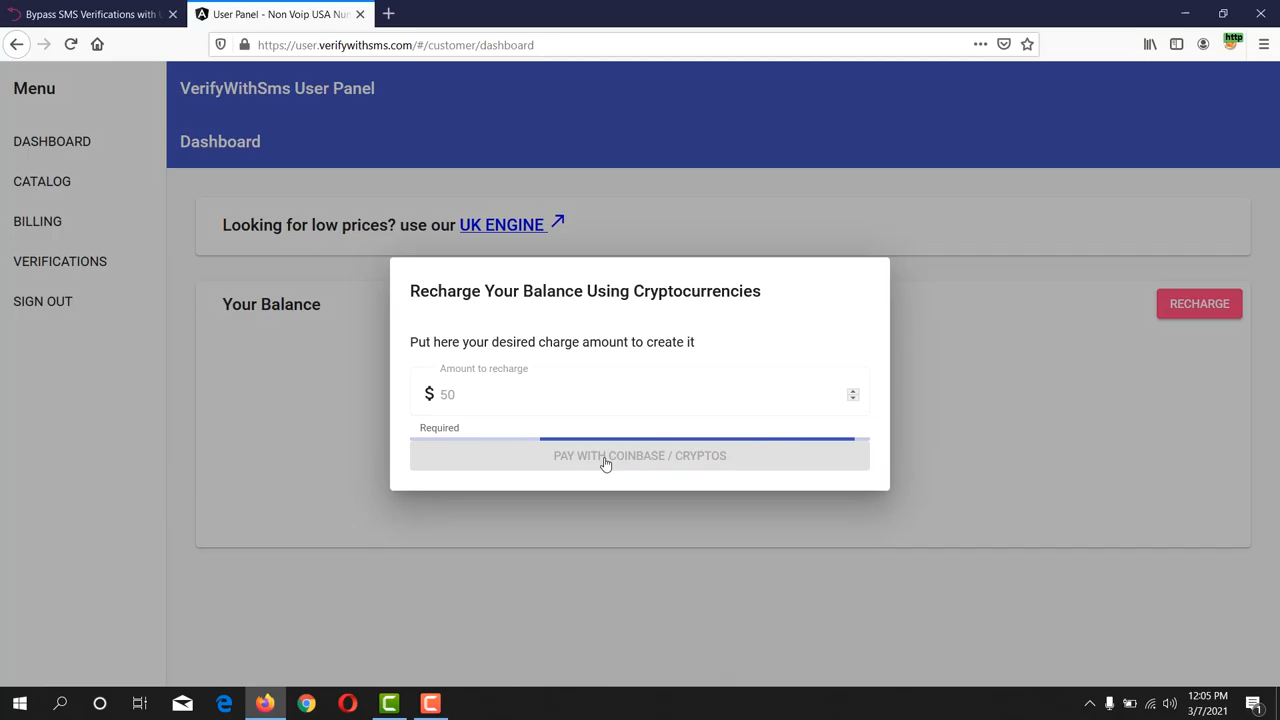 Bypass SMS Verifications with U
User Panel - Non Voip USA Num
http
https://user.verifywithsms.com/#/customer/dashboard
Menu
VerifyWithSms User Panel
DASHBOARD
Dashboard
CATALOG
BILLING
VERIFICATIONS
SIGN OUT
Looking for low prices? use our UK ENGINE
Your Balance
RECHARGE
Recharge Your Balance Using Cryptocurrencies
Put here your desired charge amount to create it
Amount to recharge
$ 50
Required
PAY WITH COINBASE / CRYPTOS
12:05 PM
3/7/2021
1